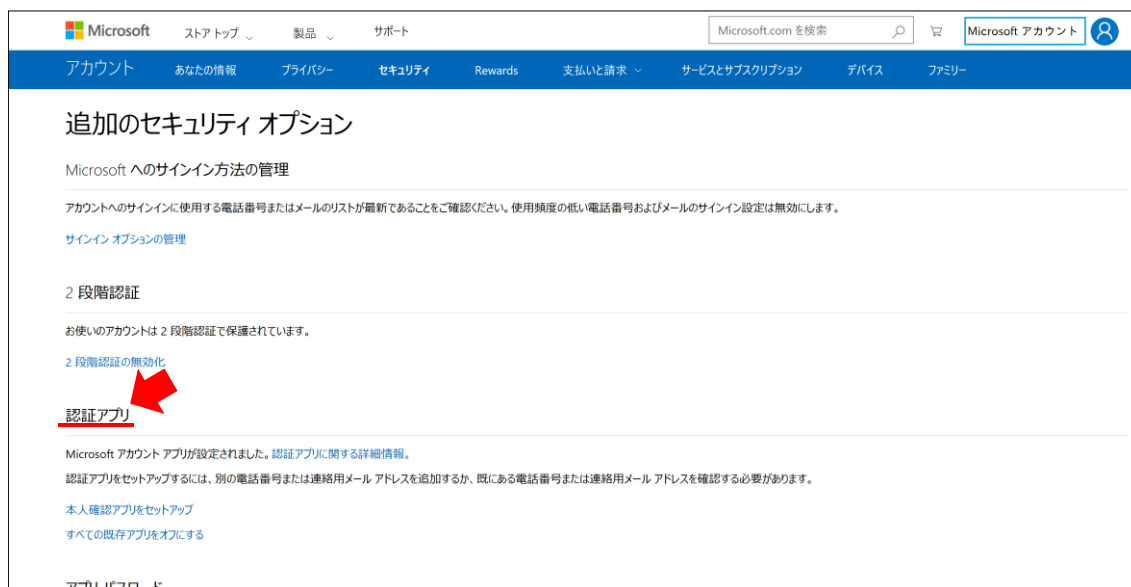 Microsoft ストア トップ 製品 サポート Microsoft.com を検索 Microsoft アカウント
アカウント あなたの情報 プライバシー セキュリティ Rewards 支払いと請求 サービスとサブスクリプション デバイス ファミリー
追加のセキュリティ オプション
Microsoft へのサインイン方法の管理
アカウントへのサインインに使用する電話番号またはメールのリストが最新であることをご確認ください。使用頻度の低い電話番号およびメールのサインイン設定は無効にします。
サインイン オプションの管理
2 段階認証
お使いのアカウントは 2 段階認証で保護されています。
2 段階認証の無効化
認証アプリ
Microsoft アカウント アプリが設定されました。認証アプリに関する詳細情報。
認証アプリをセットアップするには、別の電話番号または連絡用メール アドレスを追加するか、既にある電話番号または連絡用メール アドレスを確認する必要があります。
本人確認アプリをセットアップ
すべての既存アプリをオフにする
アプリ パスワード